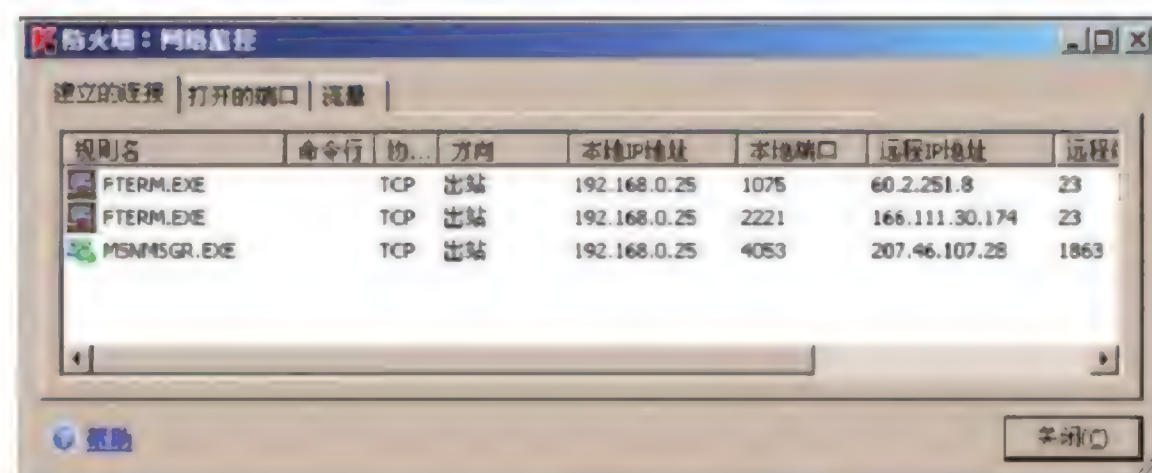 防火墙：网络监控
建立的连接 打开的端口 流量
规则名 命令行 协... 方向 本地IP地址 本地端口 远程IP地址 远程
FTERM.EXE TCP 出站 192.168.0.25 1075 60.2.251.8 23
FTERM.EXE TCP 出站 192.168.0.25 2221 166.111.30.174 23
MSNMSGR.EXE TCP 出站 192.168.0.25 4053 207.46.107.28 1863
帮助 关闭(C)